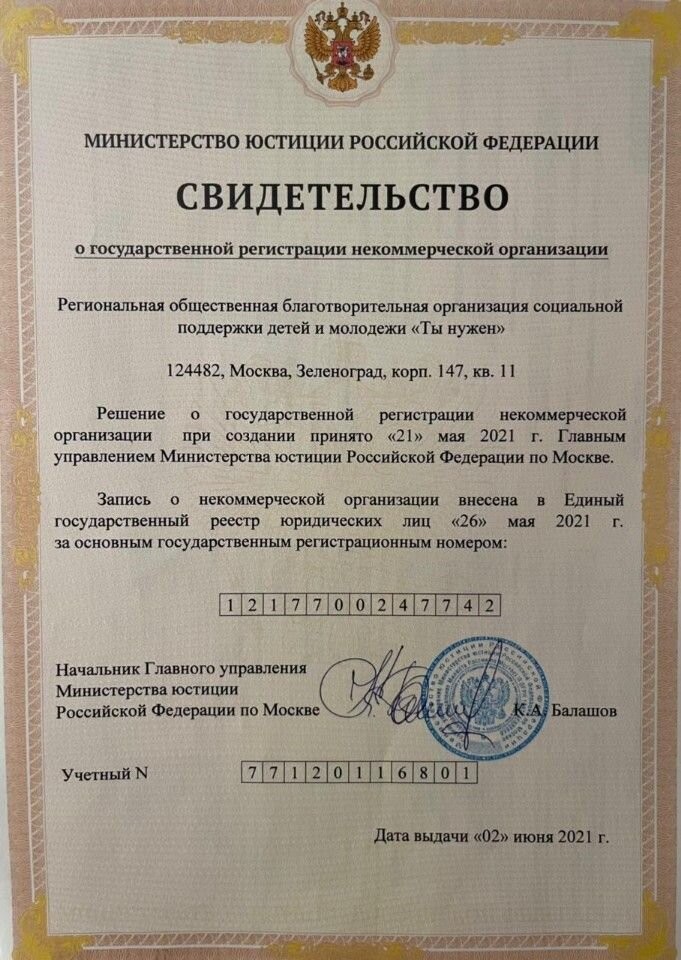 МИНИСТЕРСТВО ЮСТИЦИИ РОССИЙСКОЙ ФЕДЕРАЦИИ
СВИДЕТЕЛЬСТВО
о государственной регистрации некоммерческой организации
Региональная общественная благотворительная организация социальной
поддержки детей и молодежи «Ты нужен»
124482, Москва, Зеленоград, корп. 147, кв. 11
Решение о государственной регистрации некоммерческой
организации при создании принято «21» мая 2021 г. Главным
управлением Министерства юстиции Российской Федерации по Москве.
Запись о некоммерческой организации внесена в Единый
государственный реестр юридических лиц «26» мая 2021 г.
за основным государственным регистрационным номером:
1217700247742
Начальник Главного управления
Министерства юстиции
Российской Федерации по Москве К.А. Балашов
Учетный N 77120116801
Дата выдачи «02» июня 2021 г.